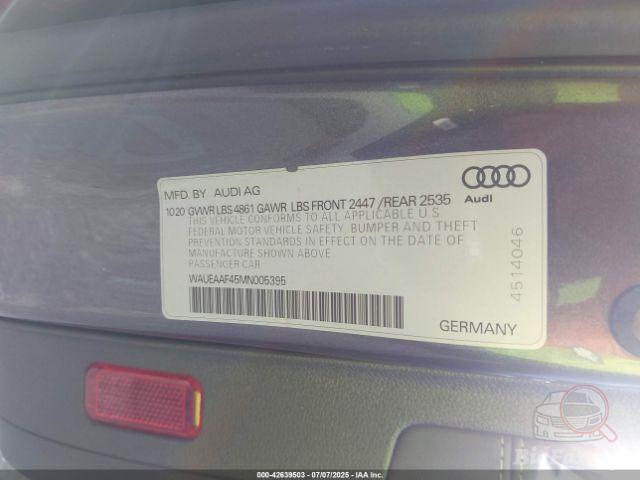 MFD. BY AUDI AG
1020 GVWR LBS 4861 GAWR LBS FRONT 2447 /REAR 2535
THIS VEHICLE CONFORMS TO ALL APPLICABLE U.S.
FEDERAL MOTOR VEHICLE SAFETY, BUMPER AND THEFT
PREVENTION STANDARDS IN EFFECT ON THE DATE OF
MANUFACTURE SHOWN ABOVE
PASSENGER CAR
WAUEAAF45MN005395
Audi
4514046
GERMANY
000-42639503 - 07/07/2025 - IAA Inc.